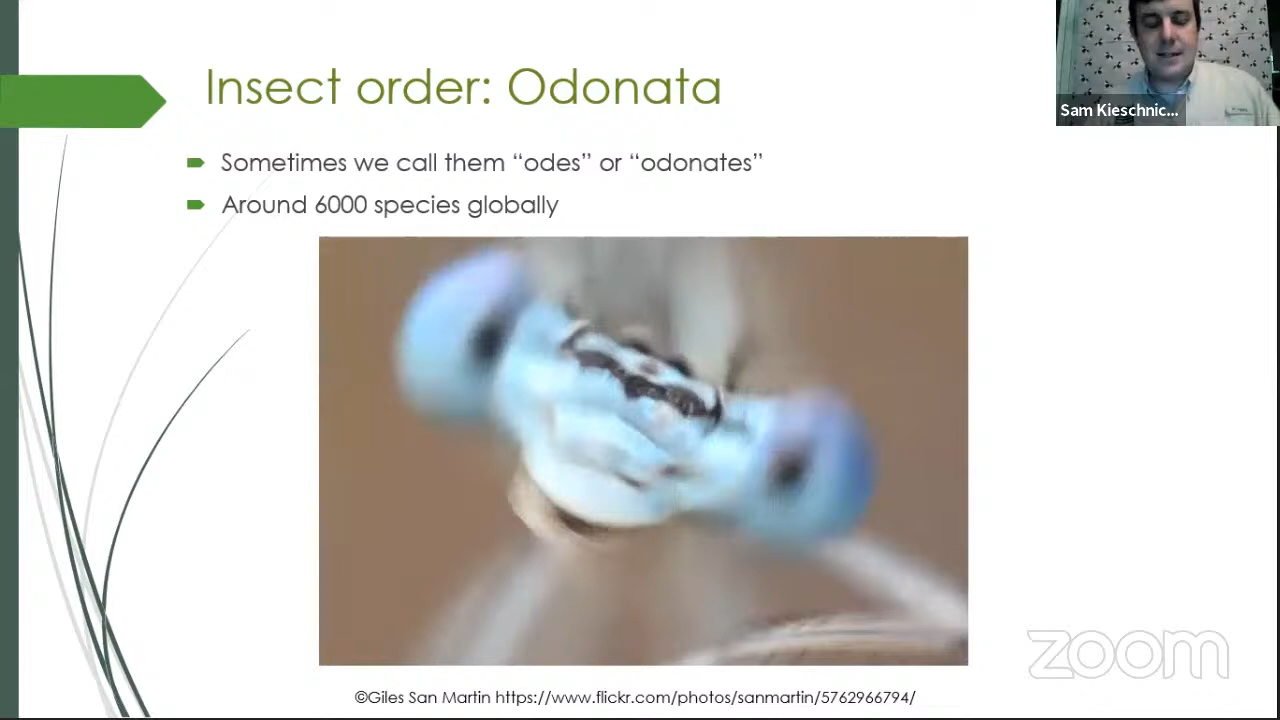 Insect order: Odonata
Sam Kieschnic...
Sometimes we call them “odes” or “odonates”
Around 6000 species globally
zoom
©Giles San Martin https://www.flickr.com/photos/sanmartin/5762966794/